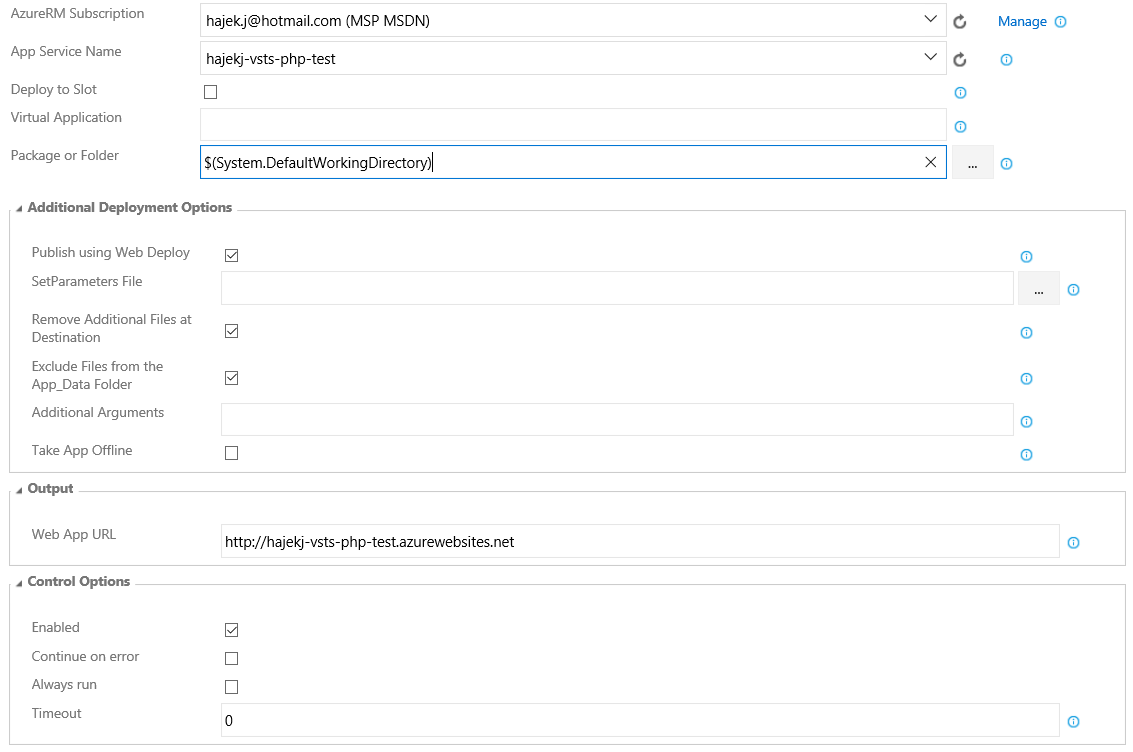 AzureRM Subscription
hajek.j@hotmail.com (MSP MSDN)
Manage
App Service Name
hajekj-vsts-php-test
Deploy to Slot
Virtual Application
Package or Folder
$(System.DefaultWorkingDirectory)
...
Additional Deployment Options
Publish using Web Deploy
SetParameters File
...
Remove Additional Files at
Destination
Exclude Files from the
App_Data Folder
Additional Arguments
Take App Offline
Output
Web App URL
http://hajekj-vsts-php-test.azurewebsites.net
Control Options
Enabled
Continue on error
Always run
Timeout
0